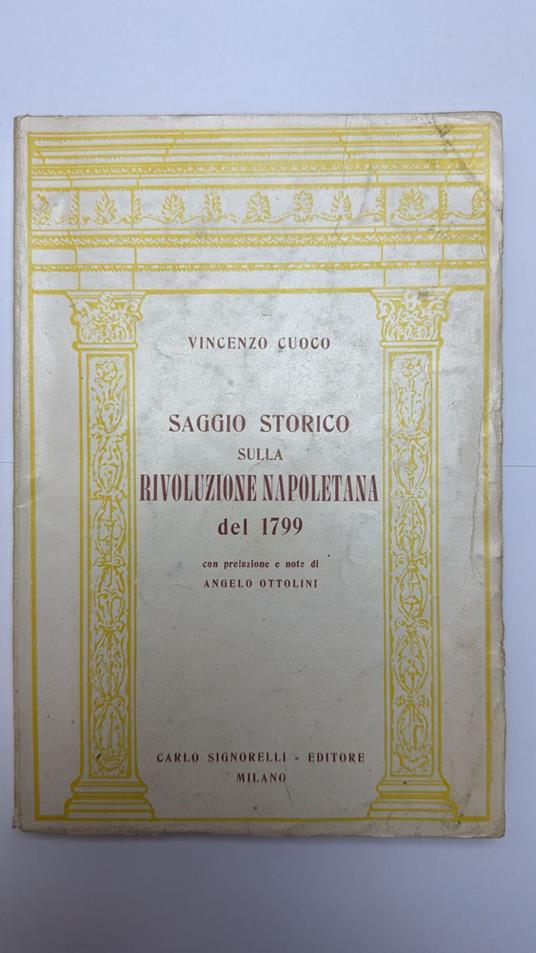 VINCENZO CUOCO
SAGGIO STORICO
SULLA
RIVOLUZIONE NAPOLETANA
del 1799
con prefazione e note di
ANGELO OTTOLINI
CARLO SIGNORELLI - EDITORE
MILANO